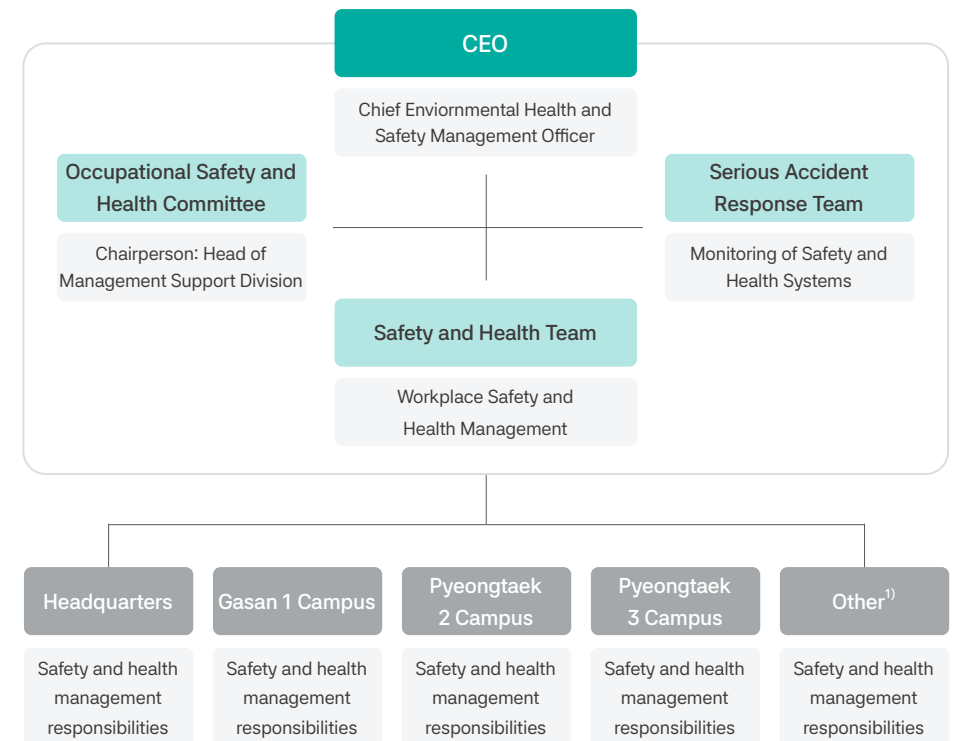 CEO
Chief Enviornmental Health and
Safety Management Officer
Occupational Safety and
Health Committee
Chairperson: Head of
Management Support Division
Serious Accident
Response Team
Monitoring of Safety and
Health Systems
Safety and Health Team
Workplace Safety and
Health Management
Headquarters
Safety and health
management
responsibilities
Gasan 1 Campus
Safety and health
management
responsibilities
Pyeongtaek
2 Campus
Safety and health
management
responsibilities
Pyeongtaek
3 Campus
Safety and health
management
responsibilities
Other1)
Safety and health
management
responsibilities